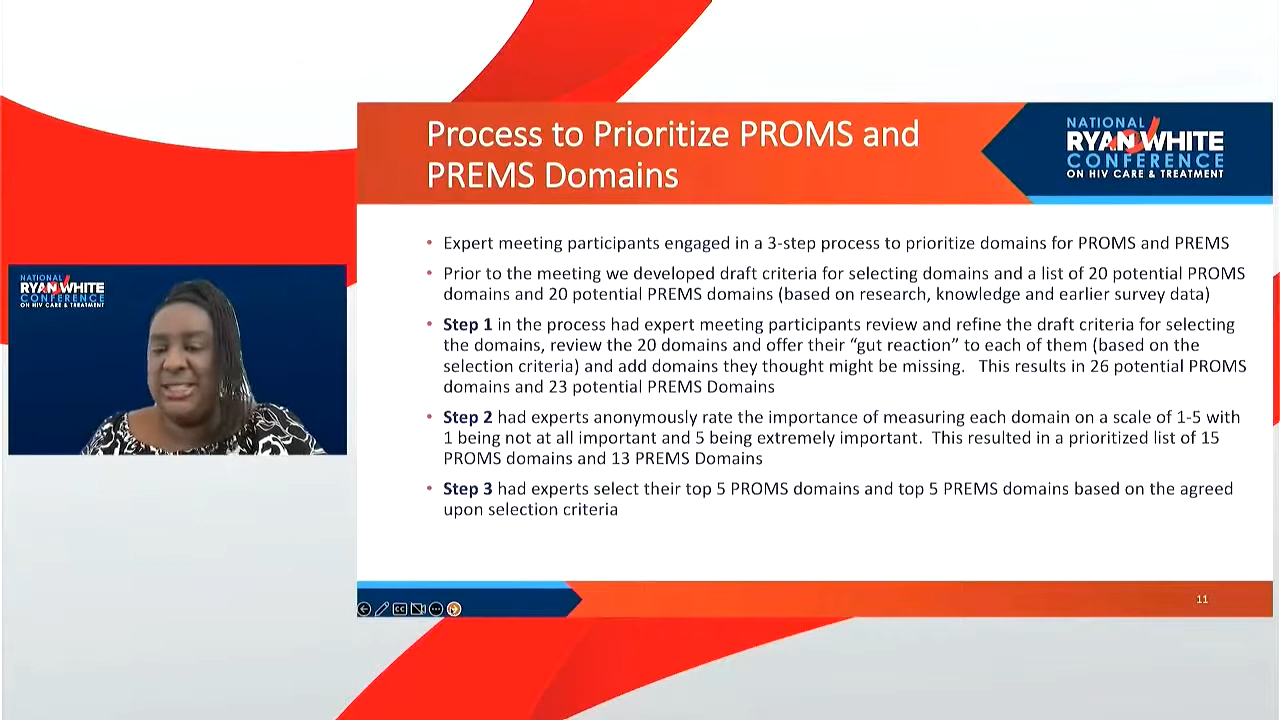 Process to Prioritize PROMS and
PREMS Domains
NATIONAL
RYAN WHITE
CONFERENCE
ON HIV CARE & TREATMENT
• Expert meeting participants engaged in a 3-step process to prioritize domains for PROMS and PREMS
• Prior to the meeting we developed draft criteria for selecting domains and a list of 20 potential PROMS
domains and 20 potential PREMS domains (based on research, knowledge and earlier survey data)
• Step 1 in the process had expert meeting participants review and refine the draft criteria for selecting
the domains, review the 20 domains and offer their “gut reaction” to each of them (based on the
selection criteria) and add domains they thought might be missing.   This results in 26 potential PROMS
domains and 23 potential PREMS Domains
• Step 2 had experts anonymously rate the importance of measuring each domain on a scale of 1-5 with
1 being not at all important and 5 being extremely important.  This resulted in a prioritized list of 15
PROMS domains and 13 PREMS Domains
• Step 3 had experts select their top 5 PROMS domains and top 5 PREMS domains based on the agreed
upon selection criteria
CC
11
NATIONAL
RYAN WHITE
CONFERENCE
ON HIV CARE & TREATMENT